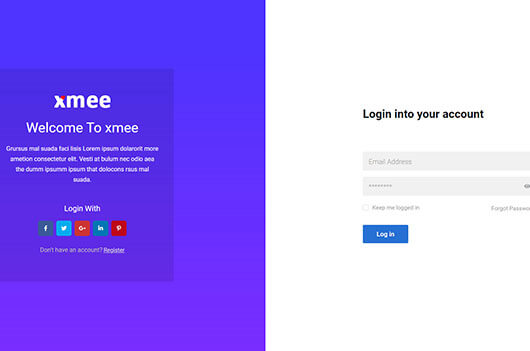 xmee
Welcome To xmee
Grursus mal suada faci lisis Lorem ipsum dolarorit more
ametion consectetur elit. Vesti at bulum nec odio aea
the dumm ipsumm ipsum that dolocons rsus mal
suada.
Login With
Don't have an account? Register
Login into your account
Email Address
********
Keep me logged in
Forgot Passwor
Log in